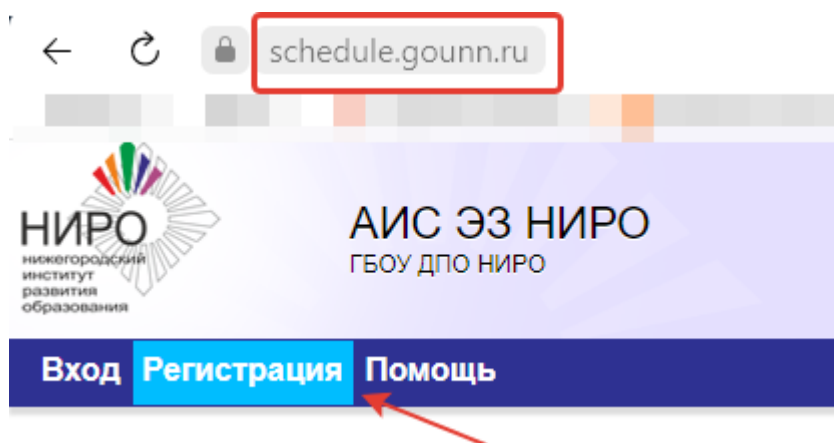 schedule.gounn.ru
НИРО
нижегородский
институт
развития
образования
АИС ЭЗ НИРО
ГБОУ ДПО НИРО
Вход Регистрация Помощь